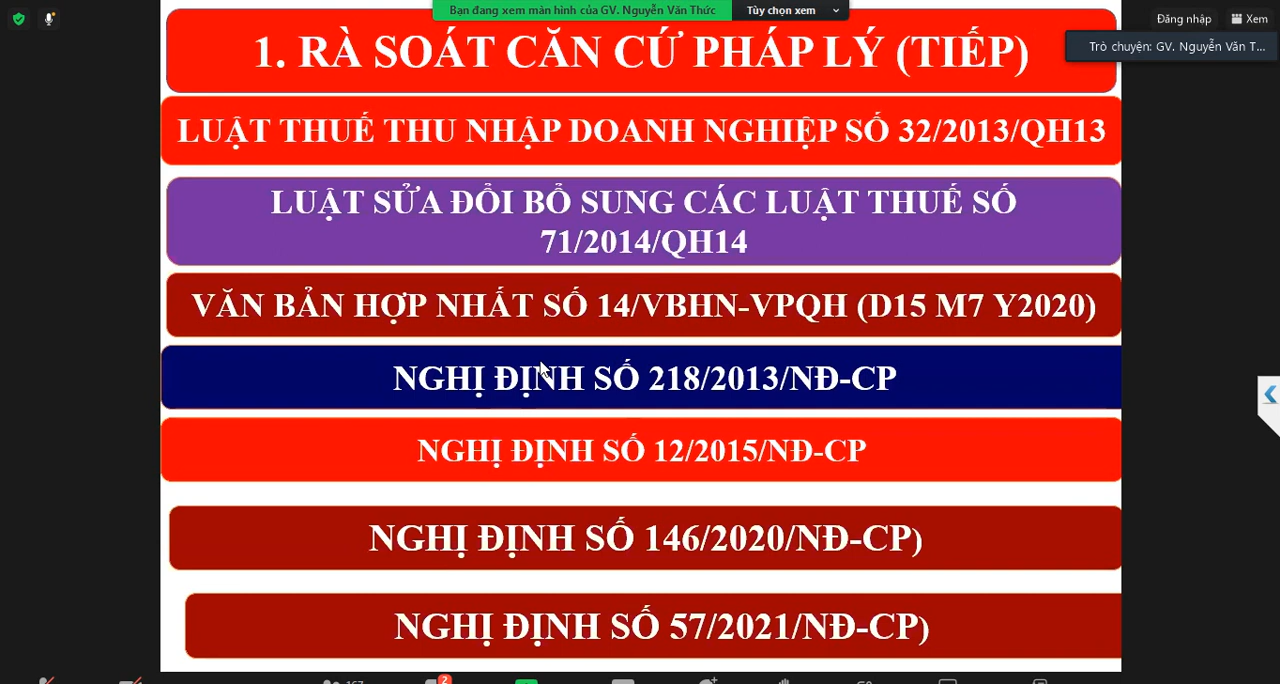 Bạn đang xem màn hình của GV. Nguyễn Văn Thức
Tùy chọn xem
Đăng nhập
Xem
Trò chuyện: GV. Nguyễn Văn T...
1. RÀ SOÁT CĂN CỨ PHÁP LÝ (TIẾP)
LUẬT THUẾ THU NHẬP DOANH NGHIỆP SỐ 32/2013/QH13
LUẬT SỬA ĐỔI BỔ SUNG CÁC LUẬT THUẾ SỐ
71/2014/QH14
VĂN BẢN HỢP NHẤT SỐ 14/VBHN-VPQH (D15 M7 Y2020)
NGHỊ ĐỊNH SỐ 218/2013/NĐ-CP
NGHỊ ĐỊNH SỐ 12/2015/NĐ-CP
NGHỊ ĐỊNH SỐ 146/2020/NĐ-CP)
NGHỊ ĐỊNH SỐ 57/2021/NĐ-CP)
2